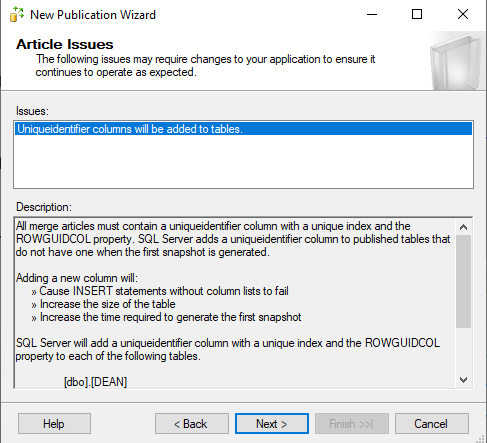 New Publication Wizard
Article Issues
The following issues may require changes to your application to ensure it
continues to operate as expected.
Issues:
Uniqueidentifier columns will be added to tables.
Description:
All merge articles must contain a uniqueidentifier column with a unique index and the
ROWGUIDCOL property. SQL Server adds a uniqueidentifier column to published tables that
do not have one when the first snapshot is generated.
Adding a new column will:
» Cause INSERT statements without column lists to fail
» Increase the size of the table
» Increase the time required to generate the first snapshot
SQL Server will add a uniqueidentifier column with a unique index and the ROWGUIDCOL
property to each of the following tables.
[dbo].[DEAN]
Help
< Back
Next >
Finish >>|
Cancel